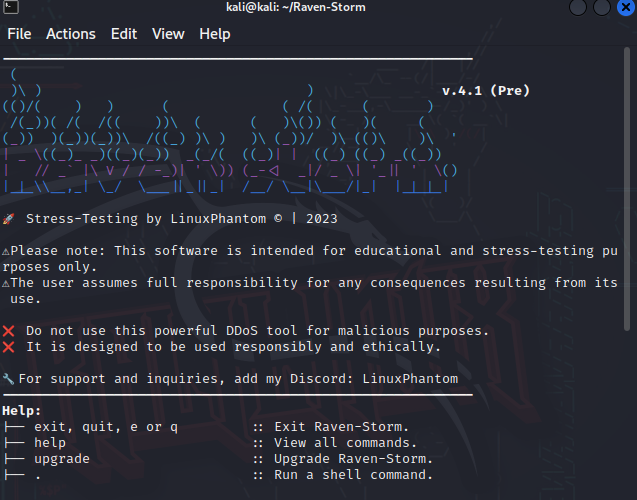 kali@kali: ~/Raven-Storm
File Actions Edit View Help
v.4.1 (Pre)
🚀 Stress-Testing by LinuxPhantom © | 2023
⚠Please note: This software is intended for educational and stress-testing pu
rposes only.
⚠The user assumes full responsibility for any consequences resulting from its
use.
❌ Do not use this powerful DDoS tool for malicious purposes.
❌ It is designed to be used responsibly and ethically.
🔧 For support and inquiries, add my Discord: LinuxPhantom
Help:
├── exit, quit, e or q :: Exit Raven-Storm.
├── help :: View all commands.
├── upgrade :: Upgrade Raven-Storm.
├── . :: Run a shell command.